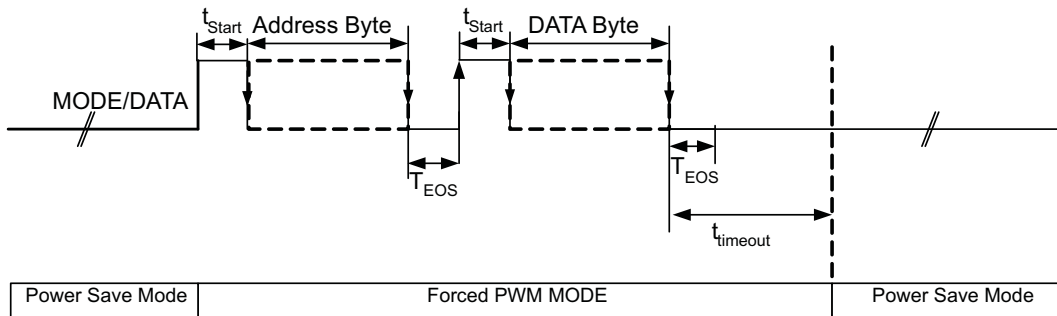 tStart Address Byte tStart DATA Byte
MODE/DATA
TEOS TEOS
ttimeout
Power Save Mode Forced PWM MODE Power Save Mode